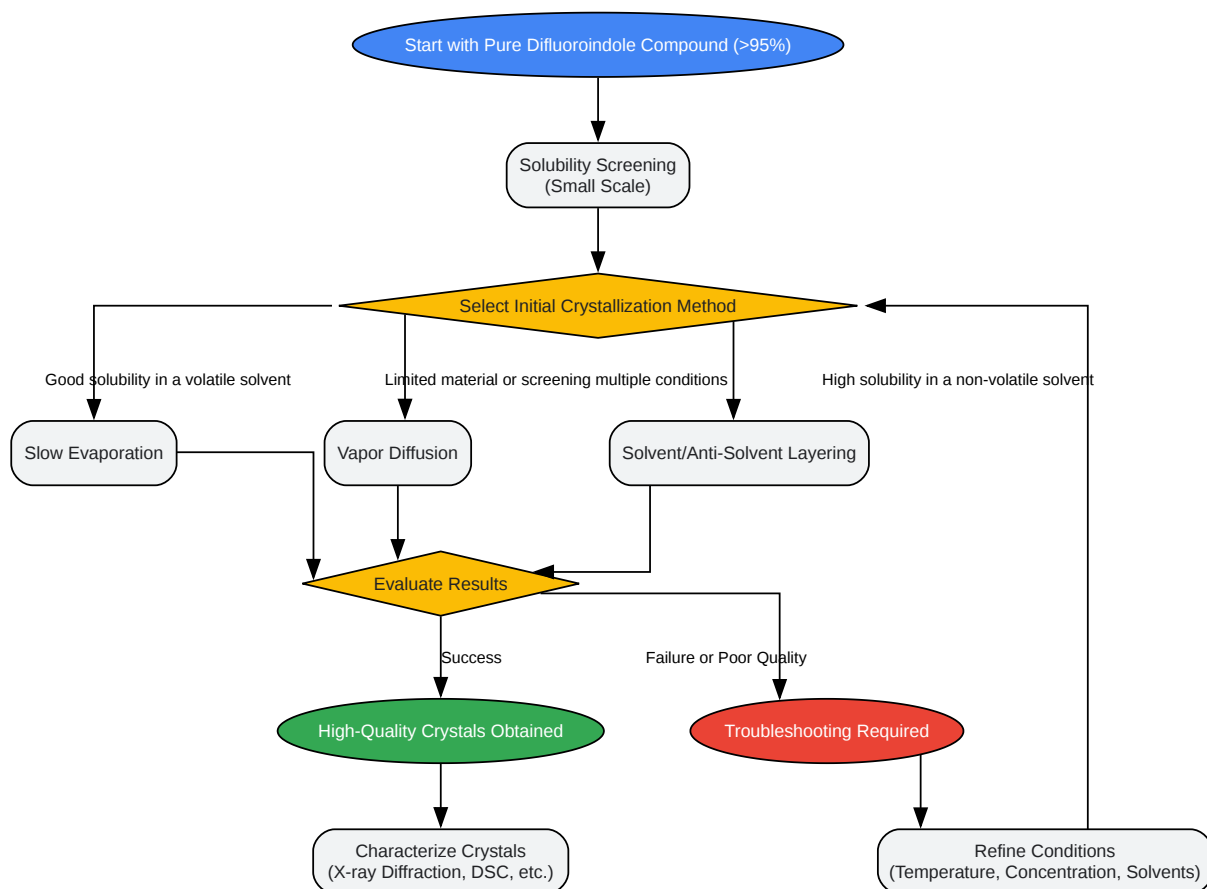 Start with Pure Difluoroindole Compound (>95%)
Solubility Screening
(Small Scale)
Select Initial Crystallization Method
Good solubility in a volatile solvent
Limited material or screening multiple conditions
High solubility in a non-volatile solvent
Slow Evaporation
Vapor Diffusion
Solvent/Anti-Solvent Layering
Evaluate Results
Success
Failure or Poor Quality
High-Quality Crystals Obtained
Troubleshooting Required
Characterize Crystals
(X-ray Diffraction, DSC, etc.)
Refine Conditions
(Temperature, Concentration, Solvents)